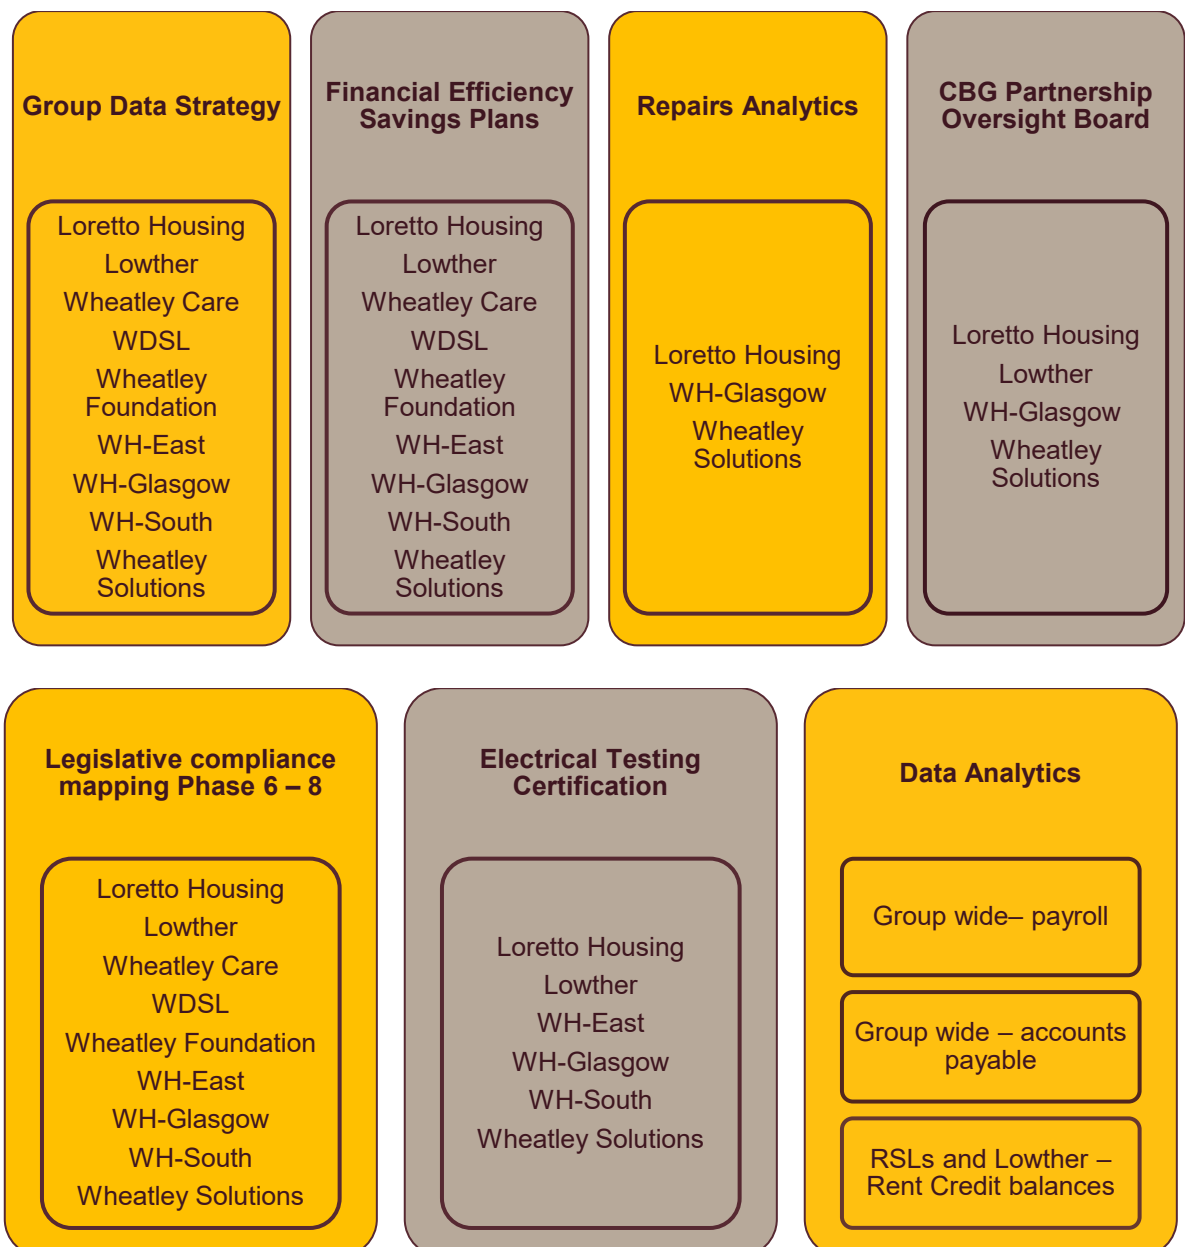 Group Data Strategy
Loretto Housing
Lowther
Wheatley Care
WDSL
Wheatley
Foundation
WH-East
WH-Glasgow
WH-South
Wheatley
Solutions
Financial Efficiency
Savings Plans
Loretto Housing
Lowther
Wheatley Care
WDSL
Wheatley
Foundation
WH-East
WH-Glasgow
WH-South
Wheatley
Solutions
Repairs Analytics
Loretto Housing
WH-Glasgow
Wheatley
Solutions
CBG Partnership
Oversight Board
Loretto Housing
Lowther
WH-Glasgow
Wheatley
Solutions
Legislative compliance
mapping Phase 6 – 8
Loretto Housing
Lowther
Wheatley Care
WDSL
Wheatley Foundation
WH-East
WH-Glasgow
WH-South
Wheatley Solutions
Electrical Testing
Certification
Loretto Housing
Lowther
WH-East
WH-Glasgow
WH-South
Wheatley Solutions
Data Analytics
Group wide– payroll
Group wide – accounts
payable
RSLs and Lowther –
Rent Credit balances